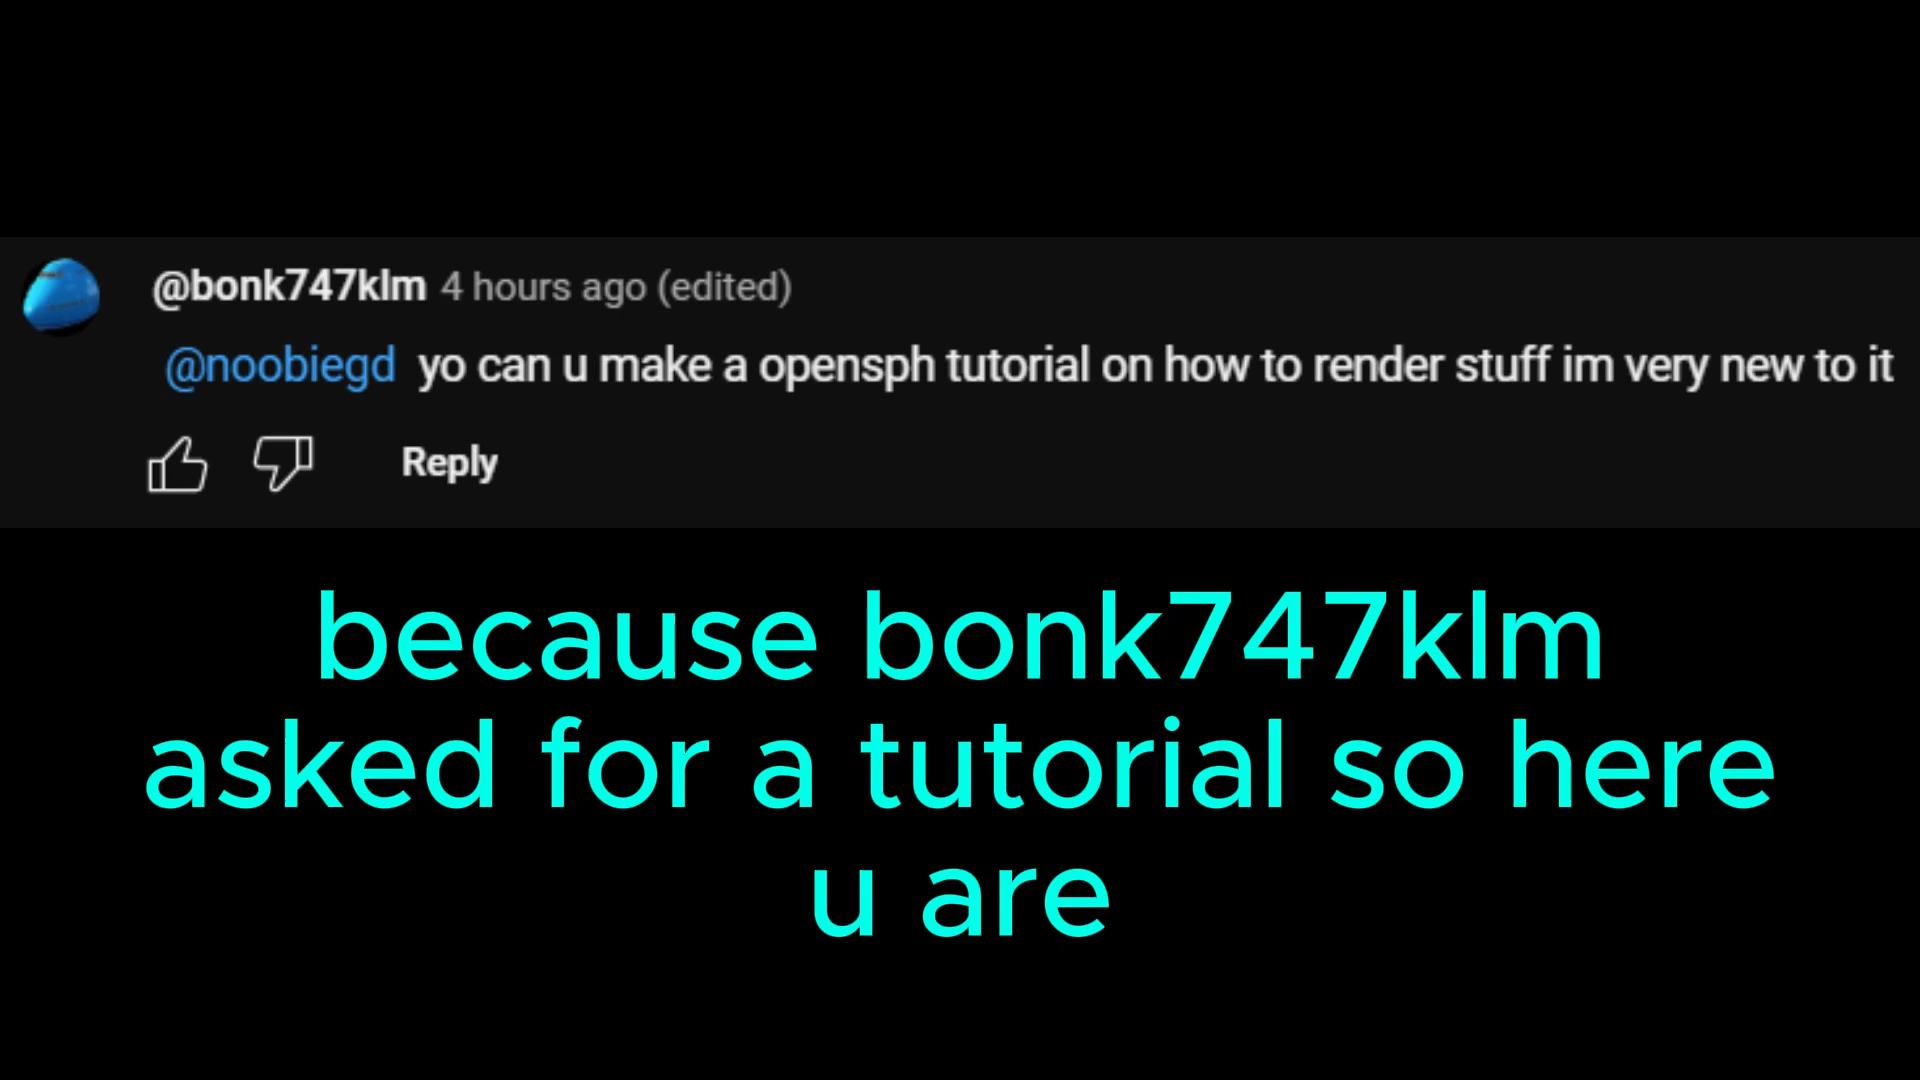 @bonk747klm 4 hours ago (edited)
@noobiegd yo can u make a opensph tutorial on how to render stuff im very new to it
Reply
because bonk747klm
asked for a tutorial so here
u are